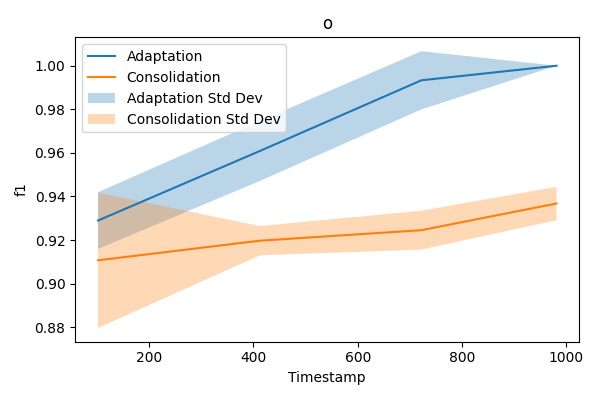 o
Adaptation
Consolidation
Adaptation Std Dev
Consolidation Std Dev
f1
1.00
0.98
0.96
0.94
0.92
0.90
0.88
200 400 600 800 1000
Timestamp